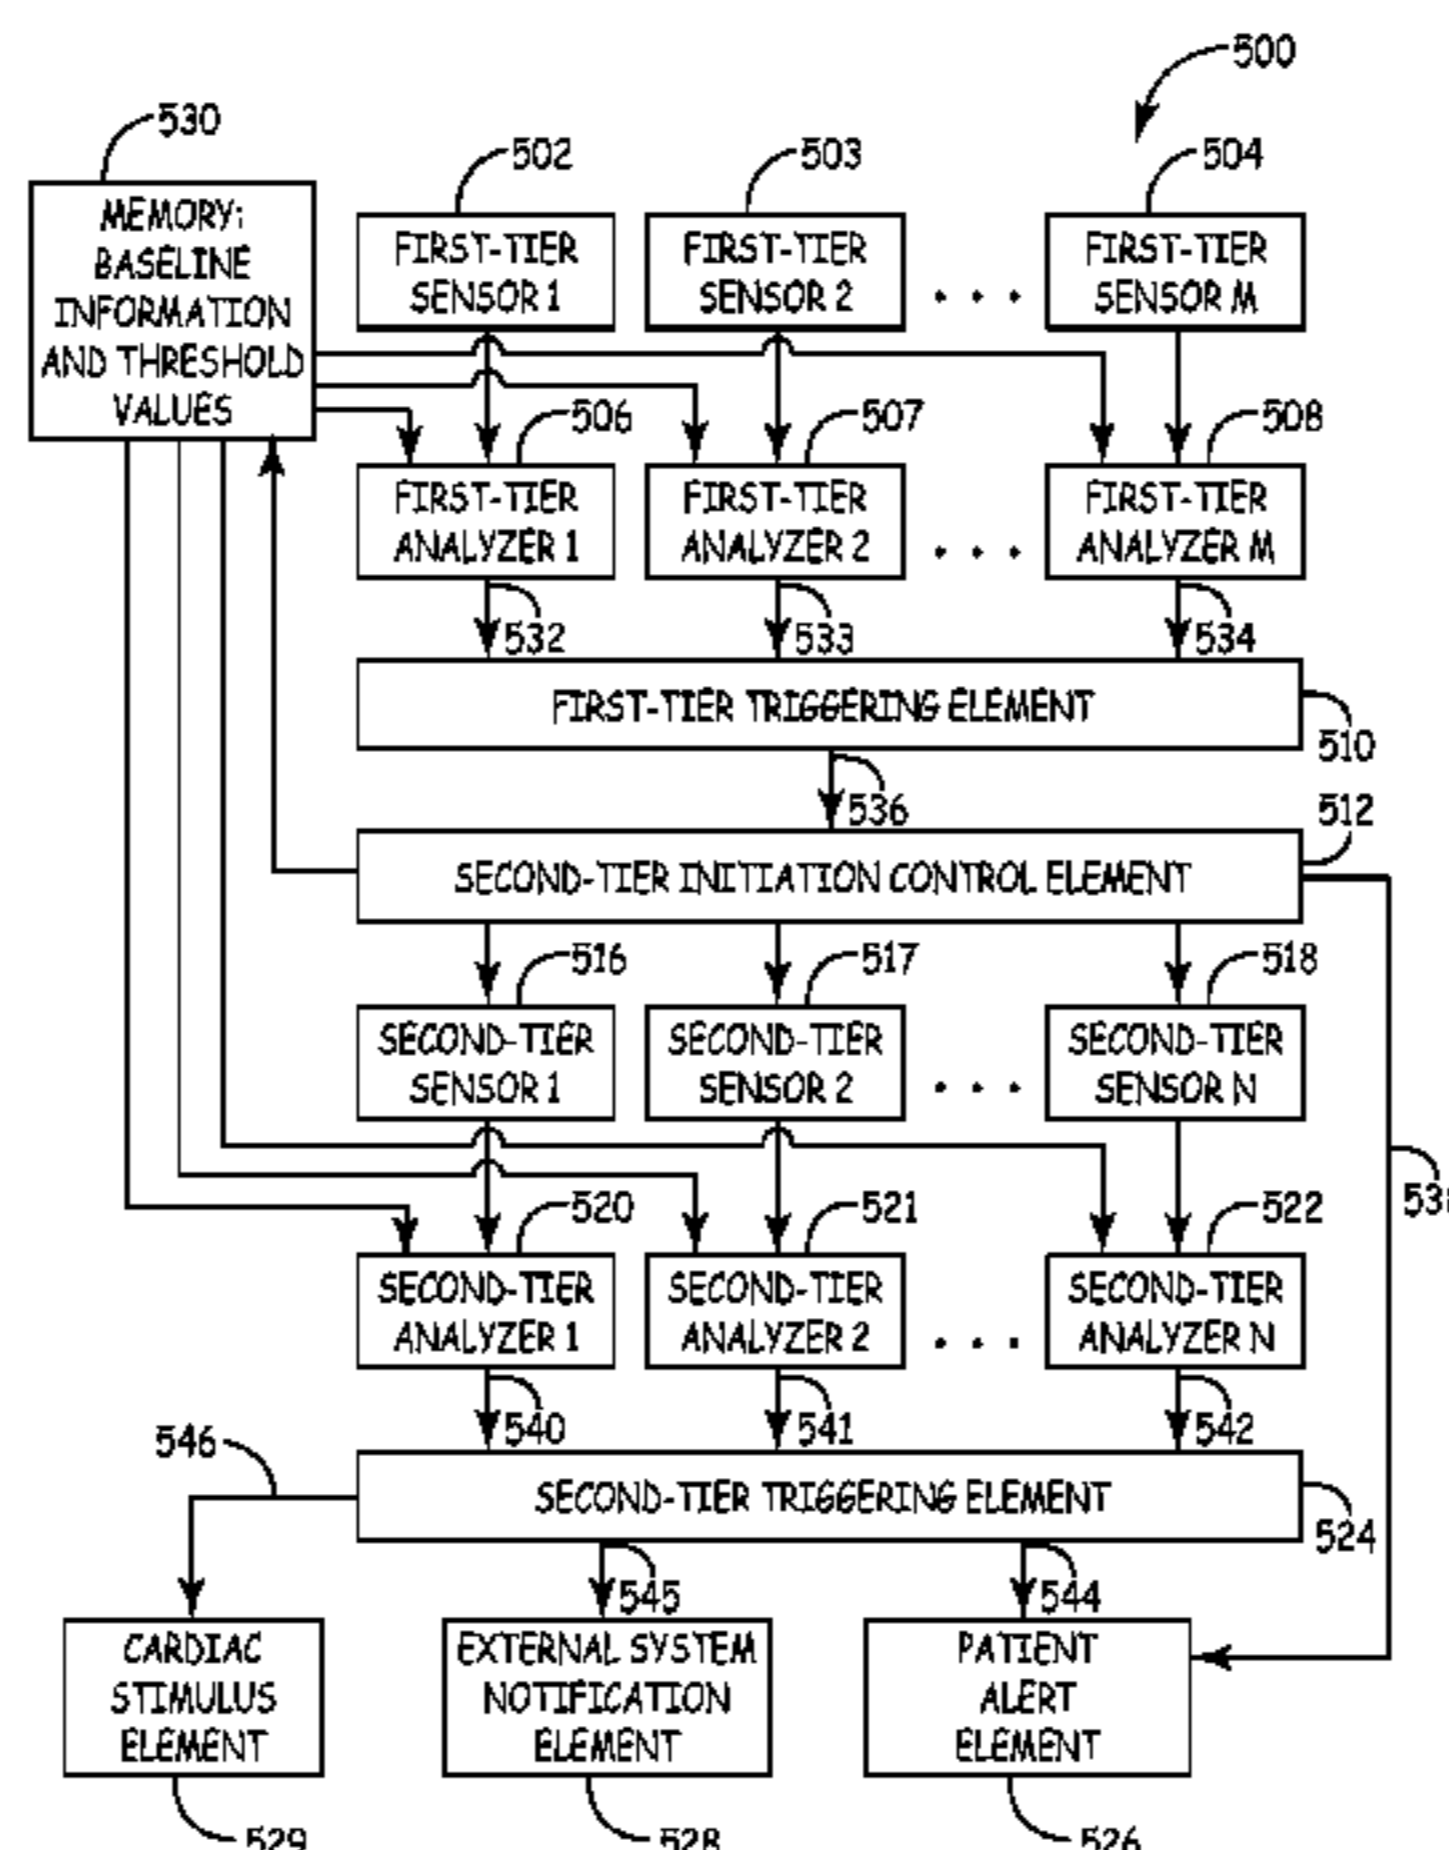 500
530
502
503
504
MEMORY:
BASELINE
INFORMATION
AND THRESHOLD
VALUES
FIRST-TIER
SENSOR 1
FIRST-TIER
SENSOR 2
. . .
FIRST-TIER
SENSOR M
506
507
508
FIRST-TIER
ANALYZER 1
FIRST-TIER
ANALYZER 2
. . .
FIRST-TIER
ANALYZER M
532
533
534
FIRST-TIER TRIGGERING ELEMENT
510
536
512
SECOND-TIER INITIATION CONTROL ELEMENT
516
517
518
SECOND-TIER
SENSOR 1
SECOND-TIER
SENSOR 2
. . .
SECOND-TIER
SENSOR N
520
521
522
SECOND-TIER
ANALYZER 1
SECOND-TIER
ANALYZER 2
. . .
SECOND-TIER
ANALYZER N
540
541
542
546
SECOND-TIER TRIGGERING ELEMENT
524
545
544
CARDIAC
STIMULUS
ELEMENT
EXTERNAL SYSTEM
NOTIFICATION
ELEMENT
PATIENT
ALERT
ELEMENT
529
528
526